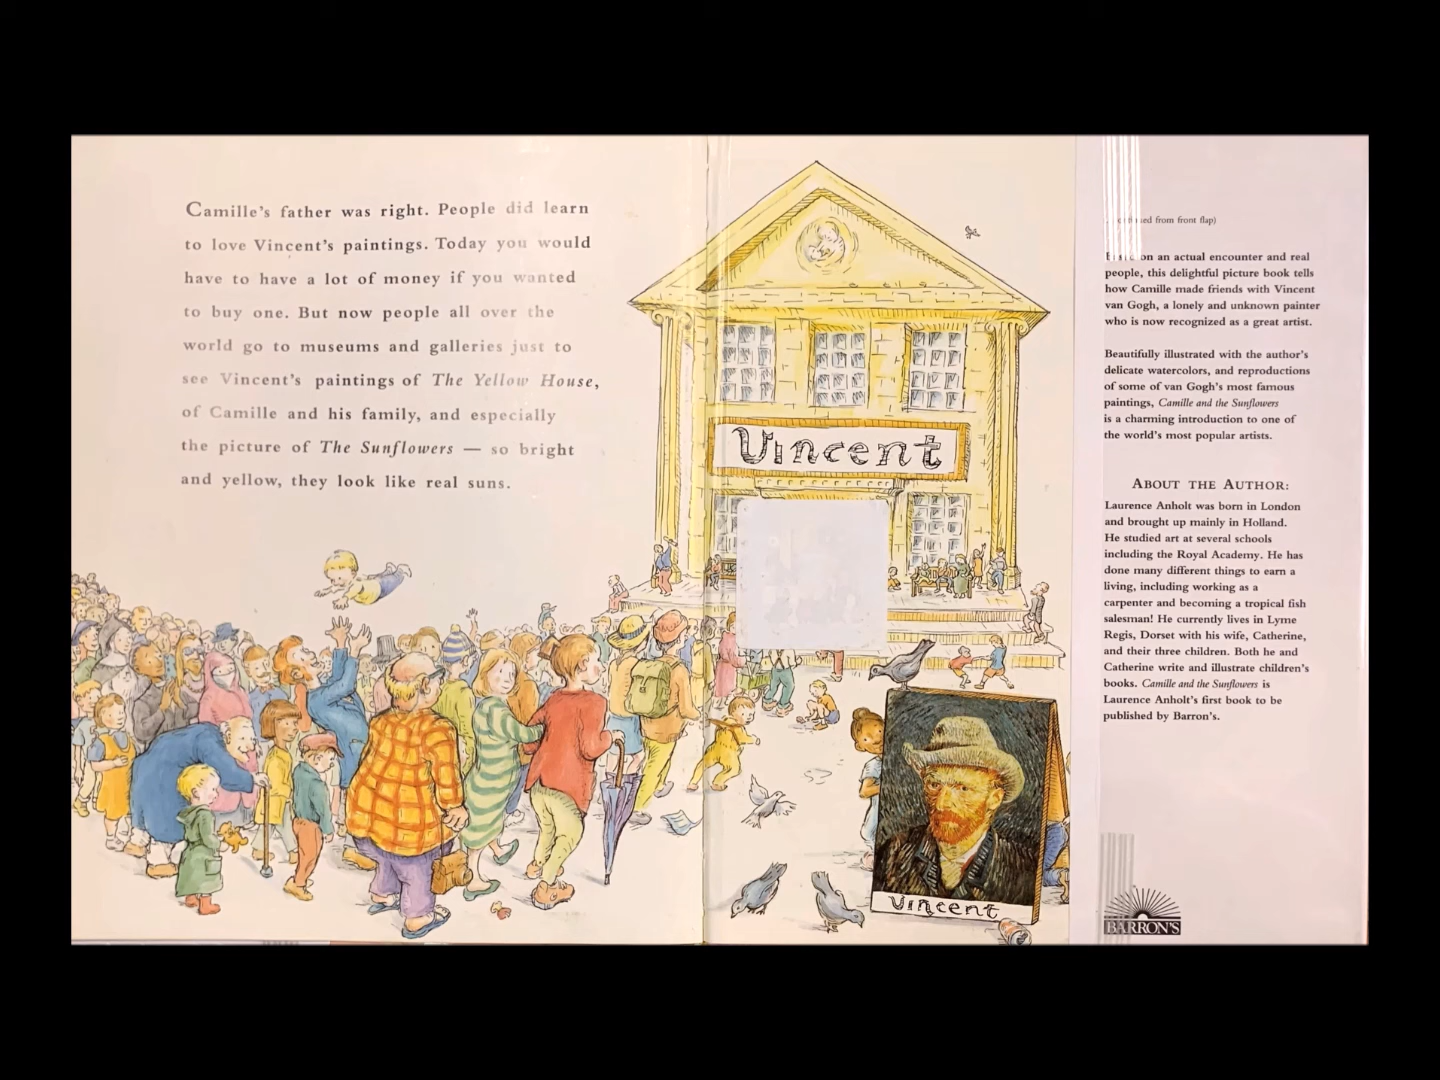 Camille's father was right. People did learn
to love Vincent's paintings. Today you would
have to have a lot of money if you wanted
to buy one. But now people all over the
world go to museums and galleries just to
see Vincent's paintings of The Yellow House,
of Camille and his family, and especially
the picture of The Sunflowers — so bright
and yellow, they look like real suns.
Vincent
Vincent
from front flap)
on an actual encounter and real
people, this delightful picture book tells
how Camille made friends with Vincent
van Gogh, a lonely and unknown painter
who is now recognized as a great artist.
Beautifully illustrated with the author's
delicate watercolors, and reproductions
of some of van Gogh's most famous
paintings, Camille and the Sunflowers
is a charming introduction to one of
the world's most popular artists.
ABOUT THE AUTHOR:
Laurence Anholt was born in London
and brought up mainly in Holland.
He studied art at several schools
including the Royal Academy. He has
done many different things to earn a
living, including working as a
carpenter and becoming a tropical fish
salesman! He currently lives in Lyme
Regis, Dorset with his wife, Catherine,
and their three children. Both he and
Catherine write and illustrate children's
books. Camille and the Sunflowers is
Laurence Anholt's first book to be
published by Barron's.
BARRON'S